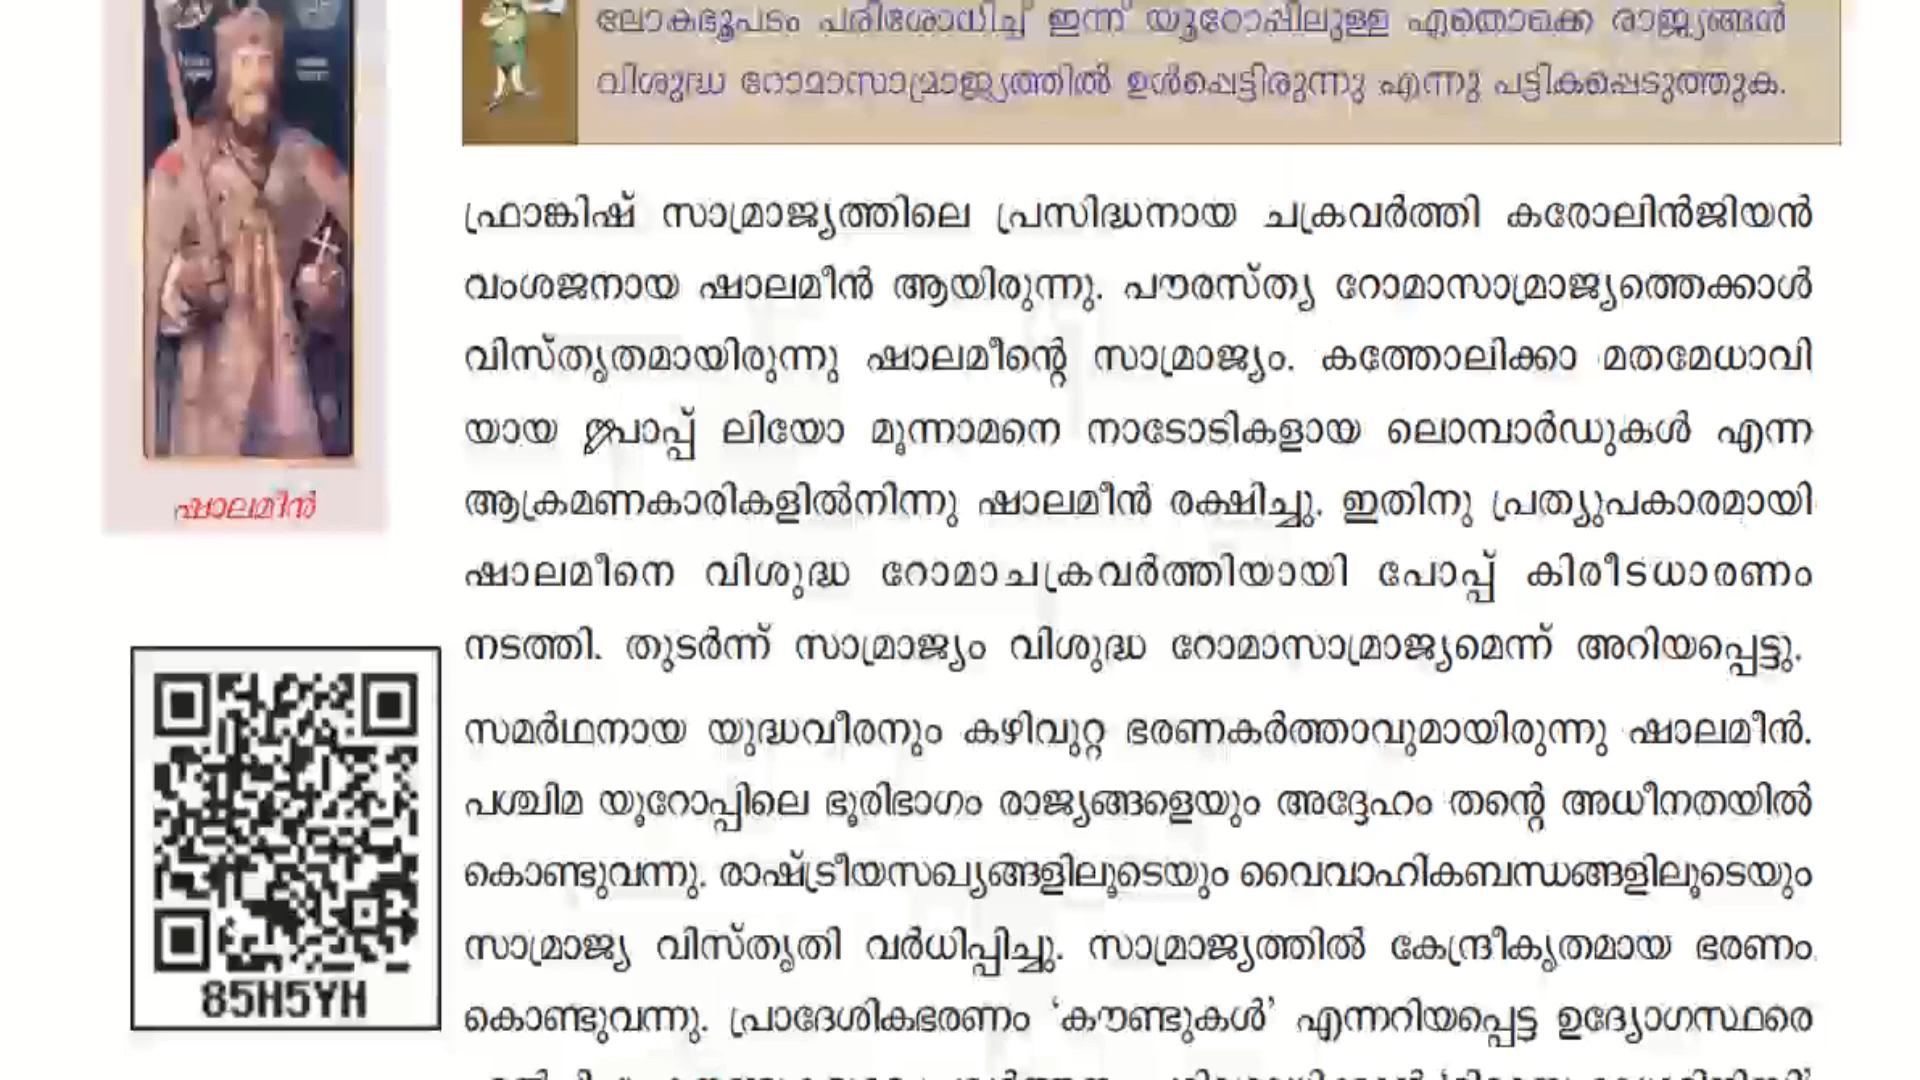 ലോകഭൂപടം പരിശോധിച്ച് ഇന്ന് യൂറോപ്പിലുള്ള ഏതൊക്കെ രാജ്യങ്ങൾ
വിശുദ്ധ റോമാസാമ്രാജ്യത്തിൽ ഉൾപ്പെട്ടിരുന്നു എന്നു പട്ടികപ്പെടുത്തുക.
ഫ്രാങ്കിഷ് സാമ്രാജ്യത്തിലെ പ്രസിദ്ധനായ ചക്രവർത്തി കരോലിൻജിയൻ
വംശജനായ ഷാലമീൻ ആയിരുന്നു. പൗരസ്ത്യ റോമാസാമ്രാജ്യത്തെക്കാൾ
വിസ്തൃതമായിരുന്നു ഷാലമീന്റെ സാമ്രാജ്യം. കത്തോലിക്കാ മതമേധാവി
യായ പോപ്പ് ലിയോ മൂന്നാമനെ നാടോടികളായ ലൊമ്പാർഡുകൾ എന്ന
ആക്രമണകാരികളിൽനിന്നു ഷാലമീൻ രക്ഷിച്ചു. ഇതിനു പ്രത്യുപകാരമായി
ഷാലമീനെ വിശുദ്ധ റോമാചക്രവർത്തിയായി പോപ്പ് കിരീടധാരണം
നടത്തി. തുടർന്ന് സാമ്രാജ്യം വിശുദ്ധ റോമാസാമ്രാജ്യമെന്ന് അറിയപ്പെട്ടു.
സമർഥനായ യുദ്ധവീരനും കഴിവുറ്റ ഭരണകർത്താവുമായിരുന്നു ഷാലമീൻ.
പശ്ചിമ യൂറോപ്പിലെ ഭൂരിഭാഗം രാജ്യങ്ങളെയും അദ്ദേഹം തന്റെ അധീനതയിൽ
കൊണ്ടുവന്നു. രാഷ്ട്രീയസഖ്യങ്ങളിലൂടെയും വൈവാഹികബന്ധങ്ങളിലൂടെയും
സാമ്രാജ്യ വിസ്തൃതി വർധിപ്പിച്ചു. സാമ്രാജ്യത്തിൽ കേന്ദ്രീകൃതമായ ഭരണം
കൊണ്ടുവന്നു. പ്രാദേശികഭരണം ‘കൗണ്ടുകൾ’ എന്നറിയപ്പെട്ട ഉദ്യോഗസ്ഥരെ
ഷാലമീൻ
85H5YH